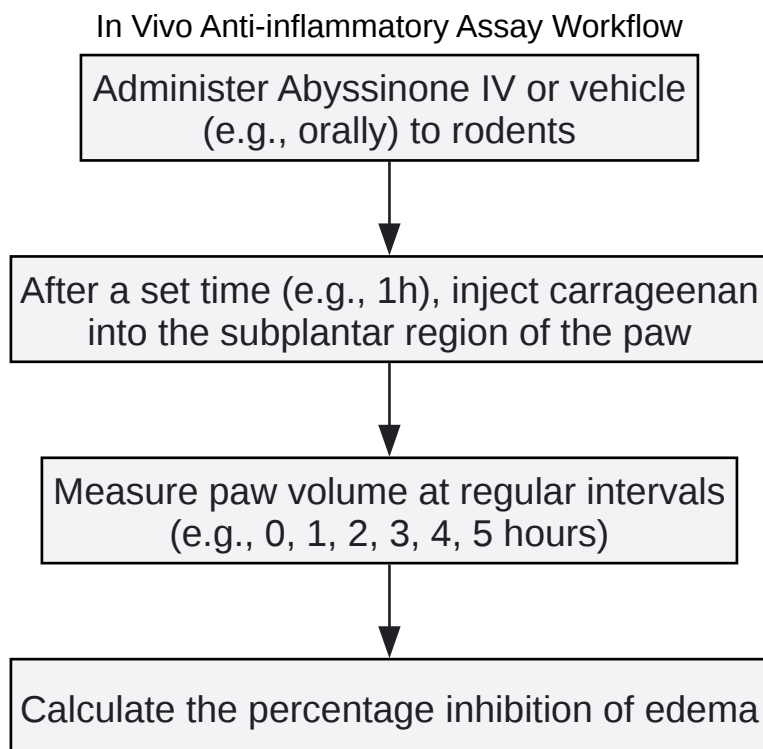 In Vivo Anti-inflammatory Assay Workflow
Administer Abyssinone IV or vehicle
(e.g., orally) to rodents
After a set time (e.g., 1h), inject carrageenan
into the subplantar region of the paw
Measure paw volume at regular intervals
(e.g., 0, 1, 2, 3, 4, 5 hours)
Calculate the percentage inhibition of edema